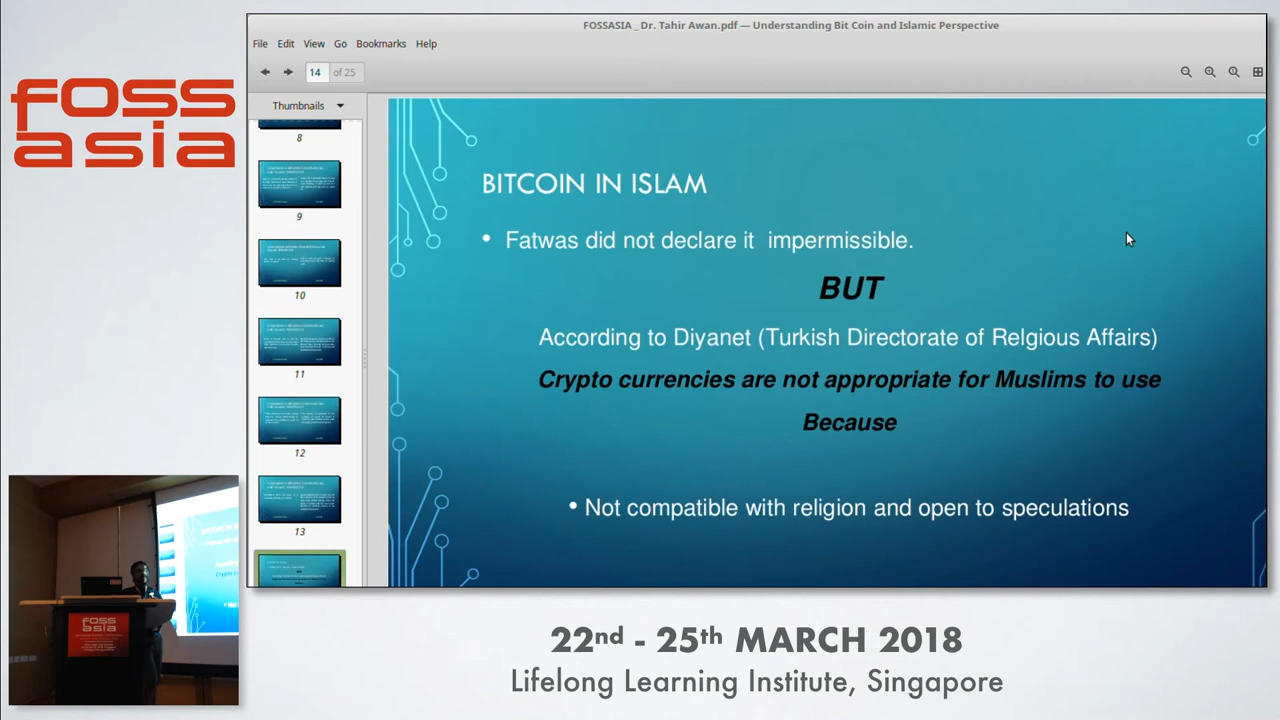 foss
asia
FOSSASIA _ Dr. Tahir Awan.pdf — Understanding Bit Coin and Islamic Perspective
File Edit View Go Bookmarks Help
14 of 25
Thumbnails
8
9
10
11
12
13
BITCOIN IN ISLAM
• Fatwas did not declare it impermissible.
BUT
According to Diyanet (Turkish Directorate of Relgious Affairs)
Crypto currencies are not appropriate for Muslims to use
Because
• Not compatible with religion and open to speculations
foss
asia
22nd - 25th MARCH 2018
Lifelong Learning Institute, Singapore